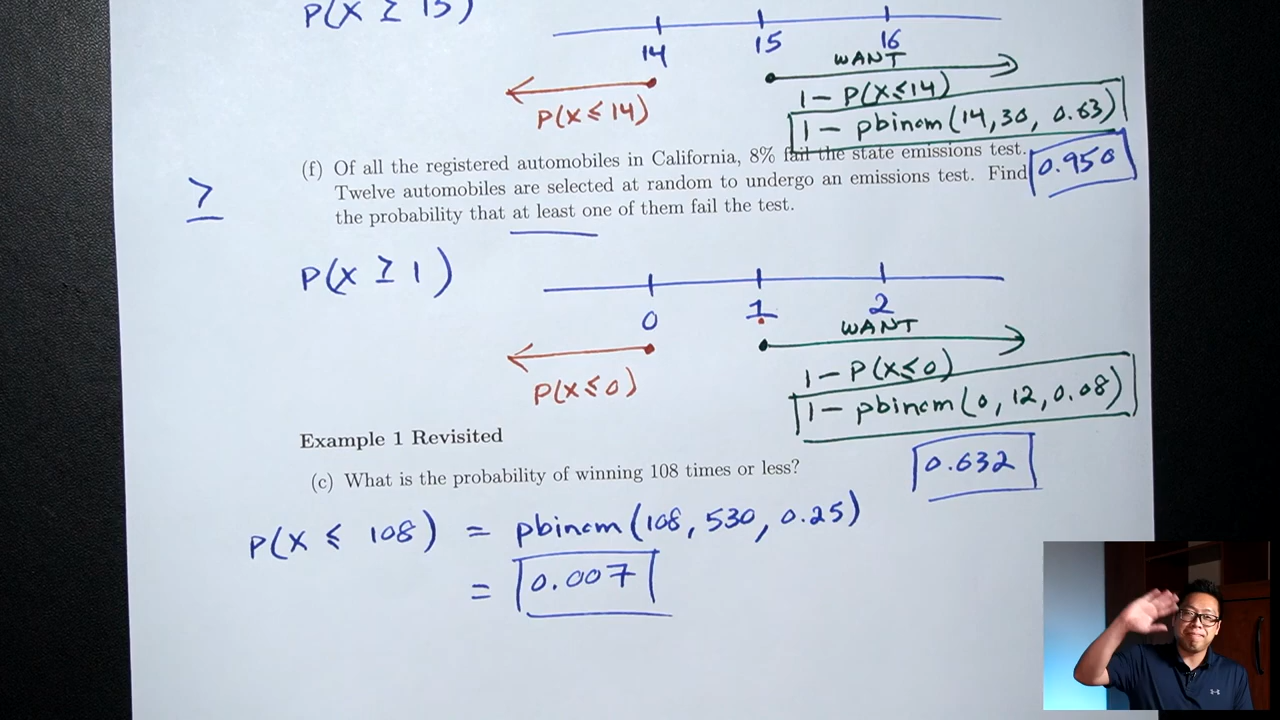 P(X ≥ 15)
14 15 16
WANT
P(X ≤ 14)
1 - P(X ≤ 14)
1 - pbinom(14, 30, 0.63)
0.950
(f) Of all the registered automobiles in California, 8% fail the state emissions test.
Twelve automobiles are selected at random to undergo an emissions test. Find
the probability that at least one of them fail the test.
≥
P(X ≥ 1)
0 1 2
WANT
P(X ≤ 0)
1 - P(X ≤ 0)
1 - pbinom(0, 12, 0.08)
0.632
Example 1 Revisited
(c) What is the probability of winning 108 times or less?
P(X ≤ 108) = pbinom(108, 530, 0.25)
= 0.007